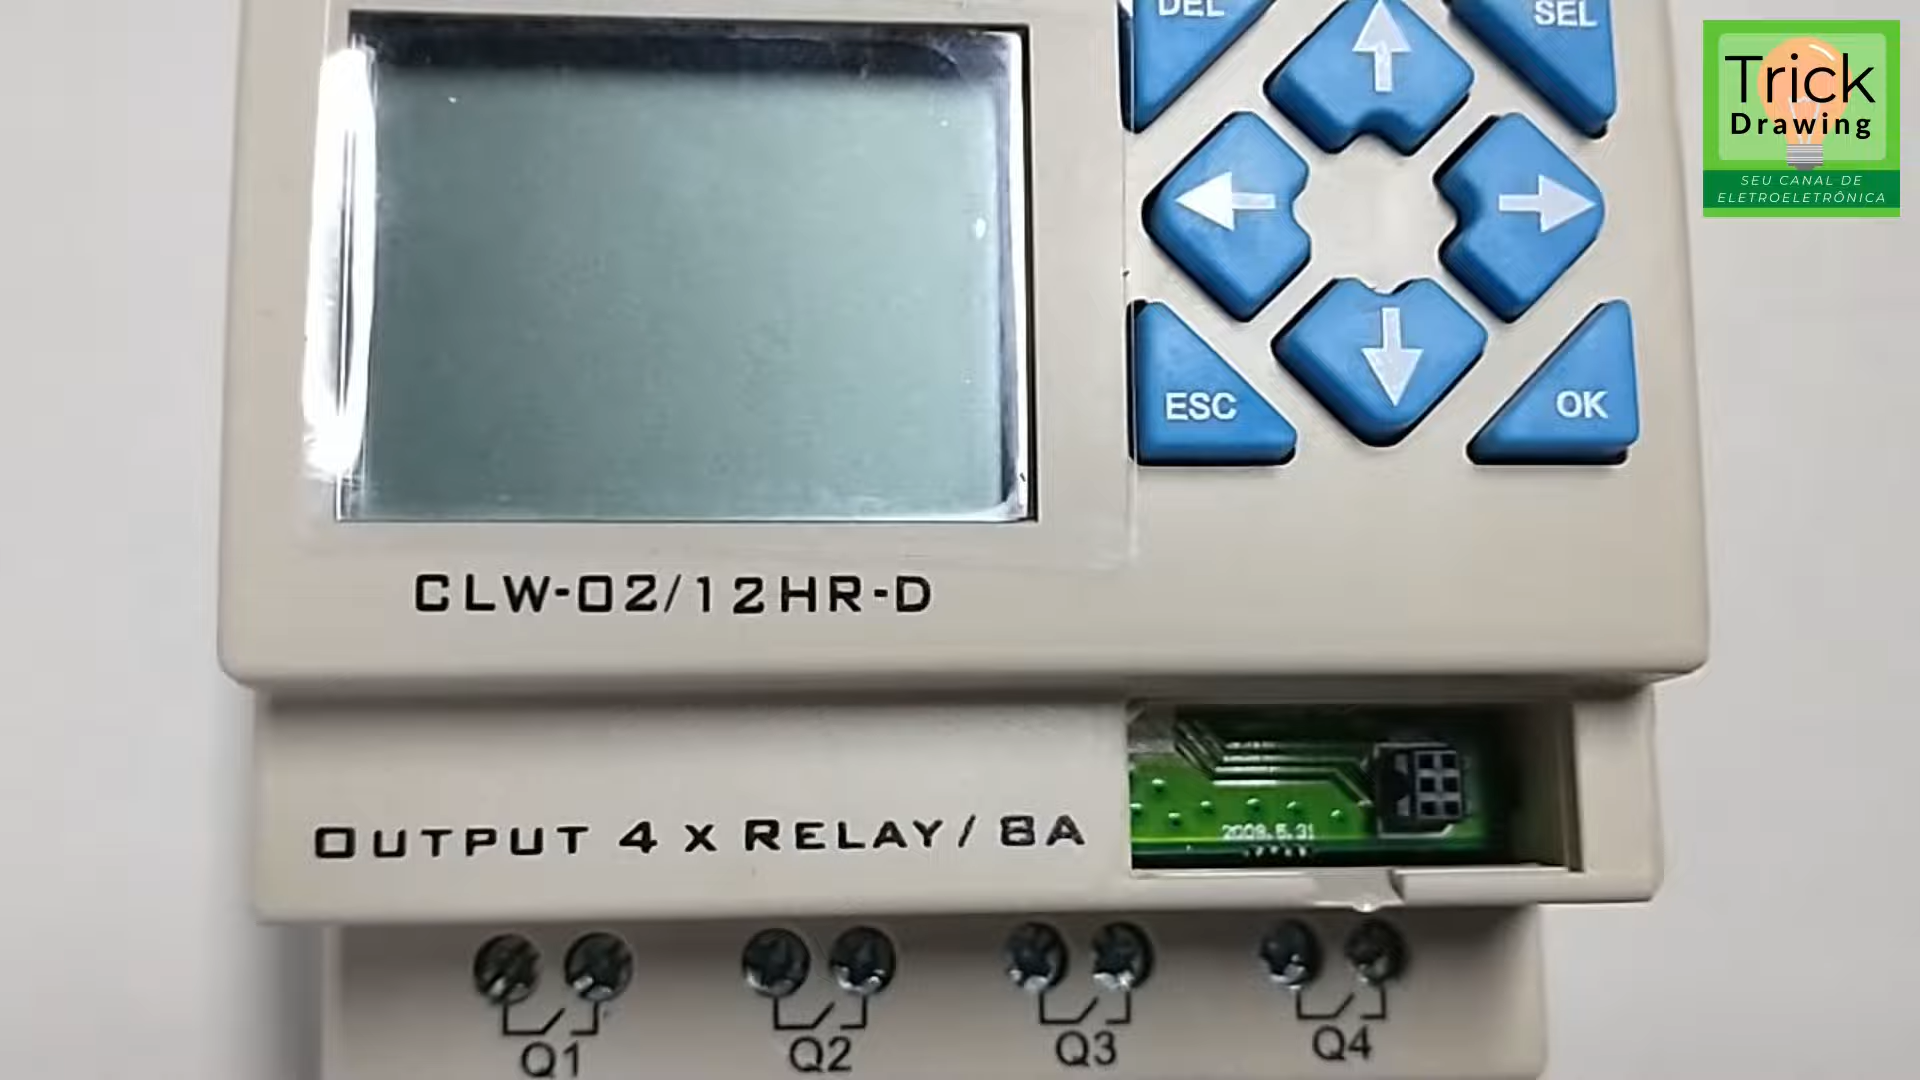 DEL
SEL
Trick
Drawing
SEU CANAL DE
ELETROELETRÔNICA
ESC
OK
CLW-02/12HR-D
OUTPUT 4 X RELAY/8A
2009.5.31
Q1
Q2
Q3
Q4